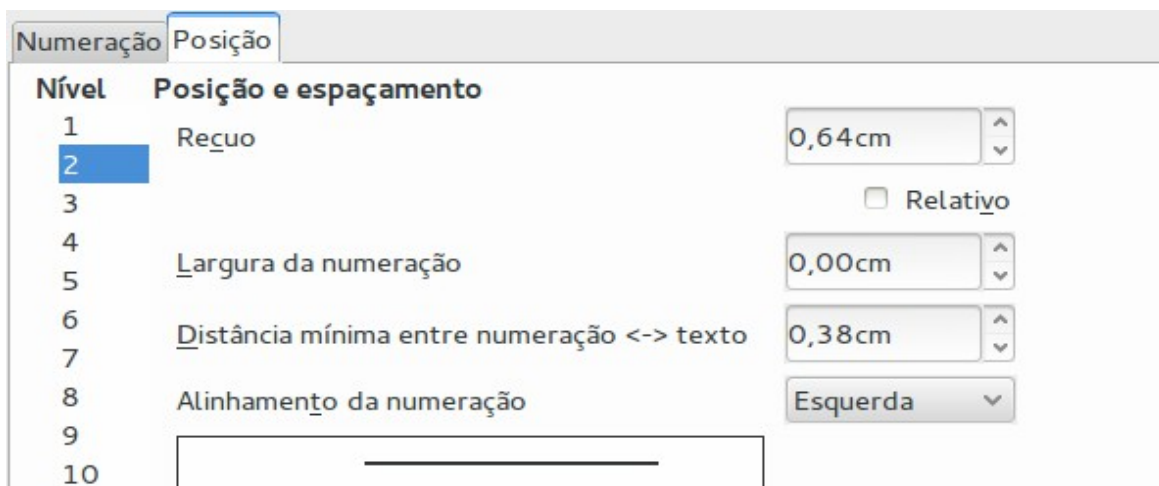 Numeração Posição
Nível Posição e espaçamento
1
Recuo 0,64cm
2
3 Relativo
4
Largura da numeração 0,00cm
5
6
Distância mínima entre numeração <-> texto 0,38cm
7
8 Alinhamento da numeração Esquerda
9
10